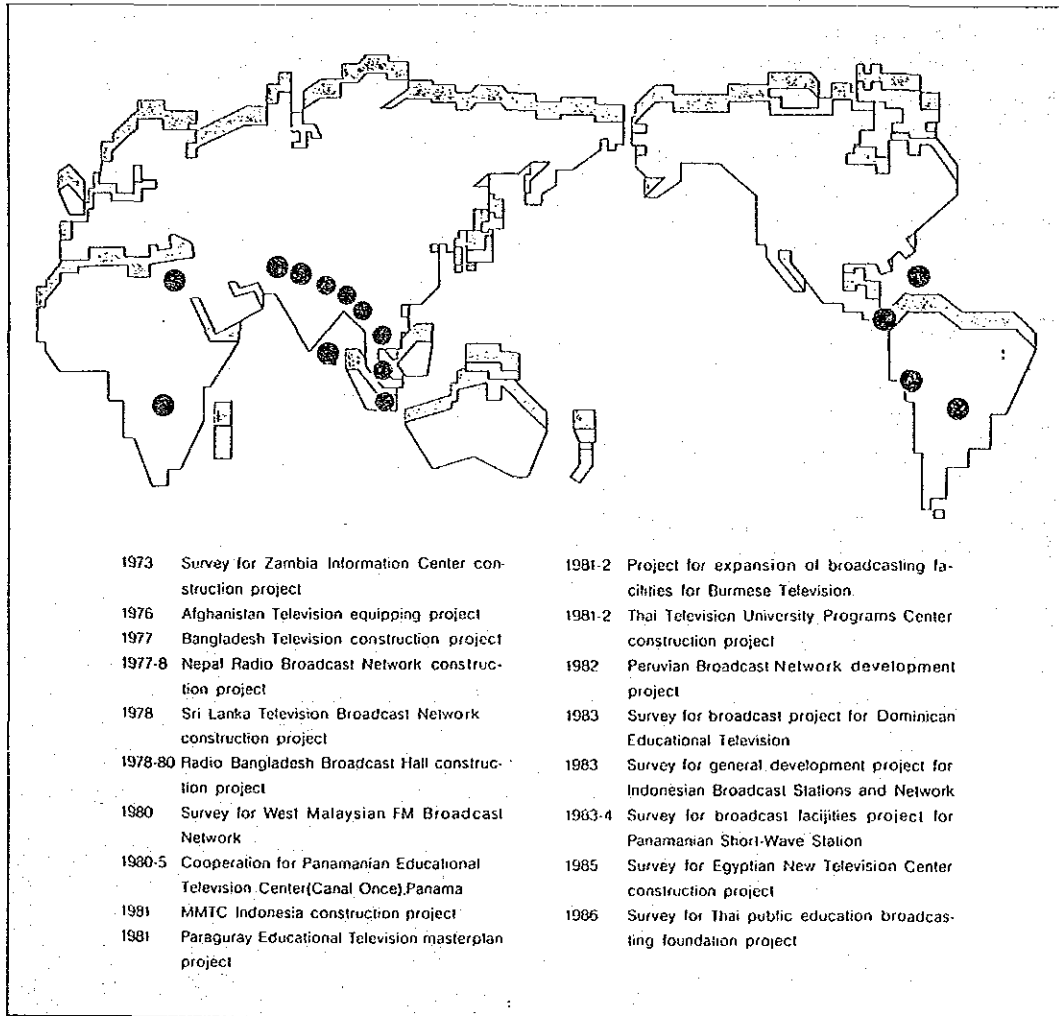 1973 Survey for Zambia Information Center con-
struction project
1976 Afghanistan Television equipping project
1977 Bangladesh Television construction project
1977-8 Nepal Radio Broadcast Network construc-
tion project
1978 Sri Lanka Television Broadcast Network
construction project
1978-80 Radio Bangladesh Broadcast Hall construc-
tion project
1980 Survey for West Malaysian FM Broadcast
Network
1980-5 Cooperation for Panamanian Educational
Television Center(Canal Once),Panama
1981 MMTC Indonesia construction project
1981 Paraguray Educational Television masterplan
project
1981-2 Project for expansion of broadcasting fa-
cilities for Burmese Television
1981-2 Thai Television University Programs Center
construction project
1982 Peruvian Broadcast Network development
project
1983 Survey for broadcast project for Dominican
Educational Television
1983 Survey for general development project for
Indonesian Broadcast Stations and Network
1983-4 Survey for broadcast facijities project for
Panamanian Short-Wave Station
1985 Survey for Egyptian New Television Center
construction project
1986 Survey for Thai public education broadcas-
ting foundation project